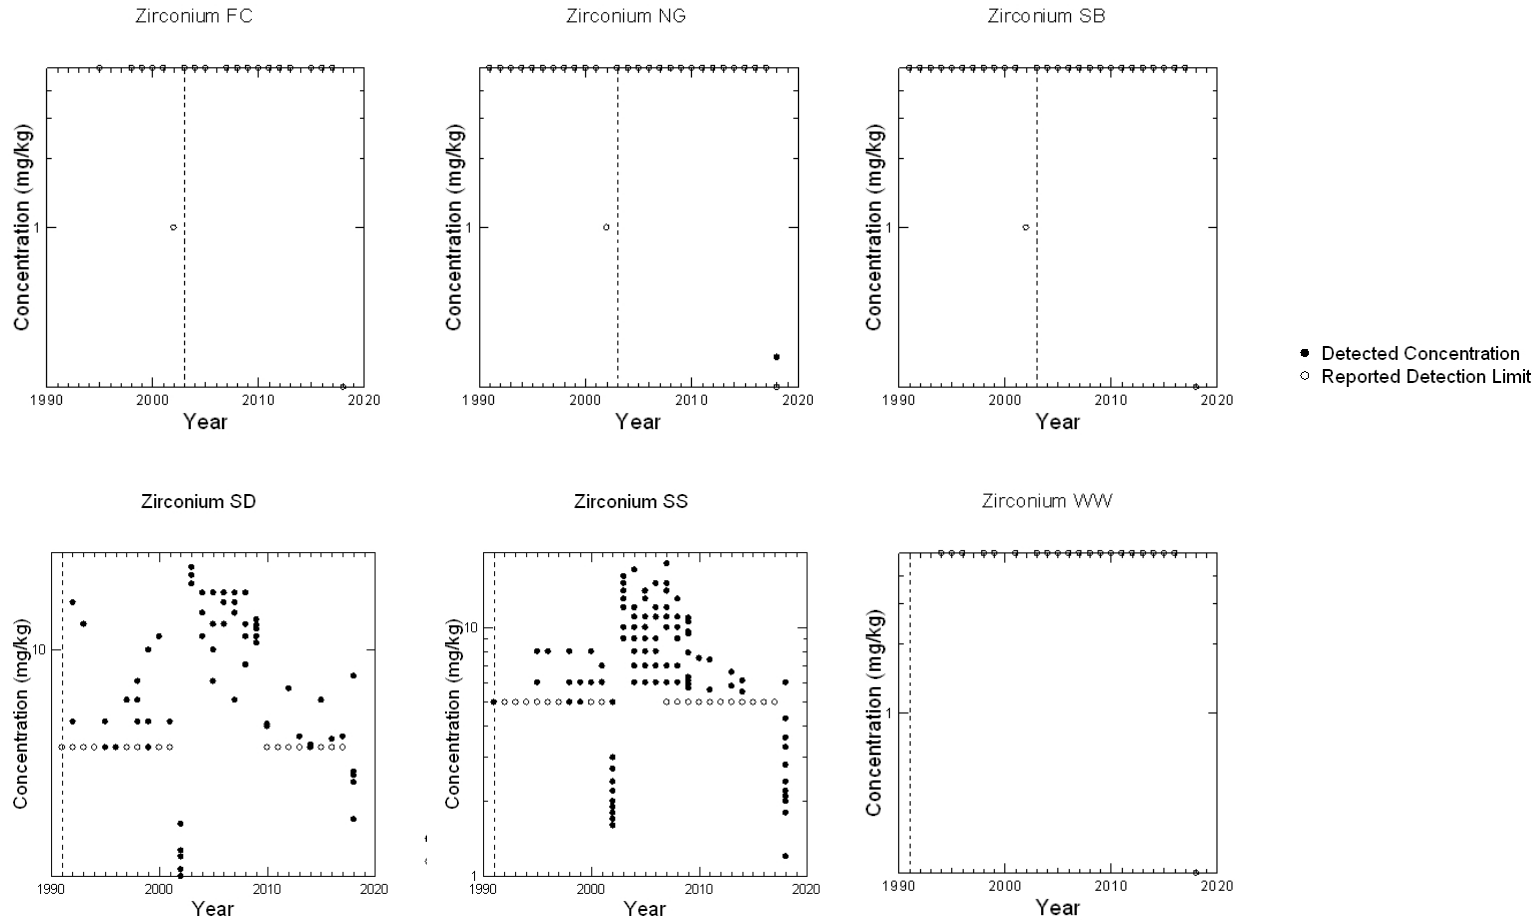 Zirconium FC
Zirconium NG
Zirconium SB
Concentration (mg/kg)
1
1990
2000
2010
2020
Year
Concentration (mg/kg)
1
1990
2000
2010
2020
Year
Concentration (mg/kg)
1
1990
2000
2010
2020
Year
Detected Concentration
Reported Detection Limit
Zirconium SD
Zirconium SS
Zirconium WW
Concentration (mg/kg)
10
1990
2000
2010
2020
Year
Concentration (mg/kg)
10
1
1990
2000
2010
2020
Year
Concentration (mg/kg)
1
1990
2000
2010
2020
Year